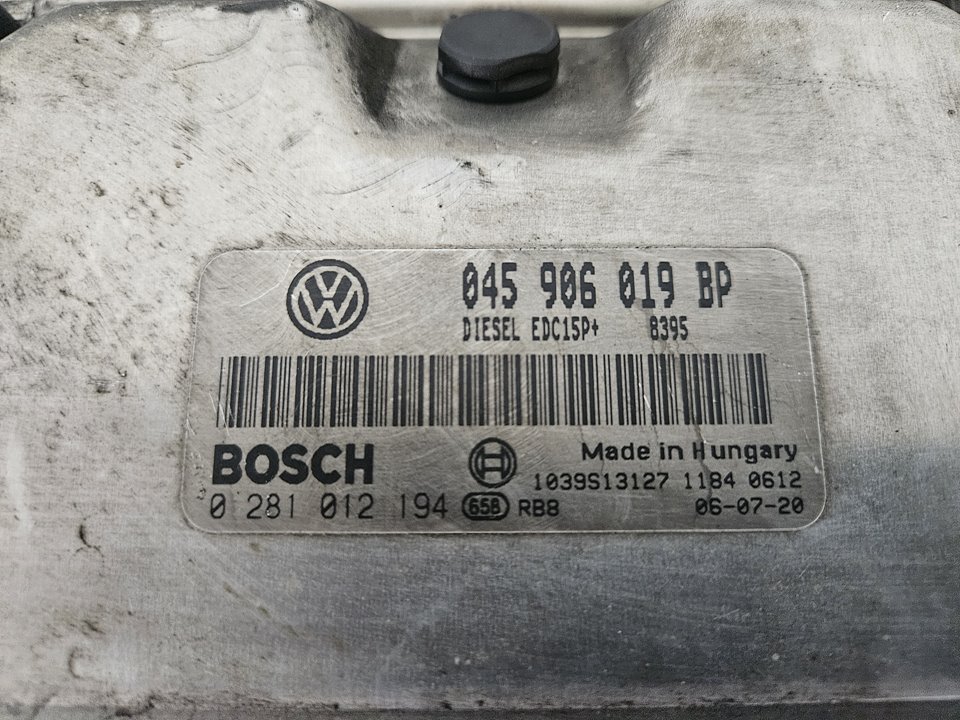 045 906 019 BP
DIESEL EDC15P+ 8395
BOSCH
Made in Hungary
1039S13127 1184 0612
0 281 012 194 658 RB8 06-07-20